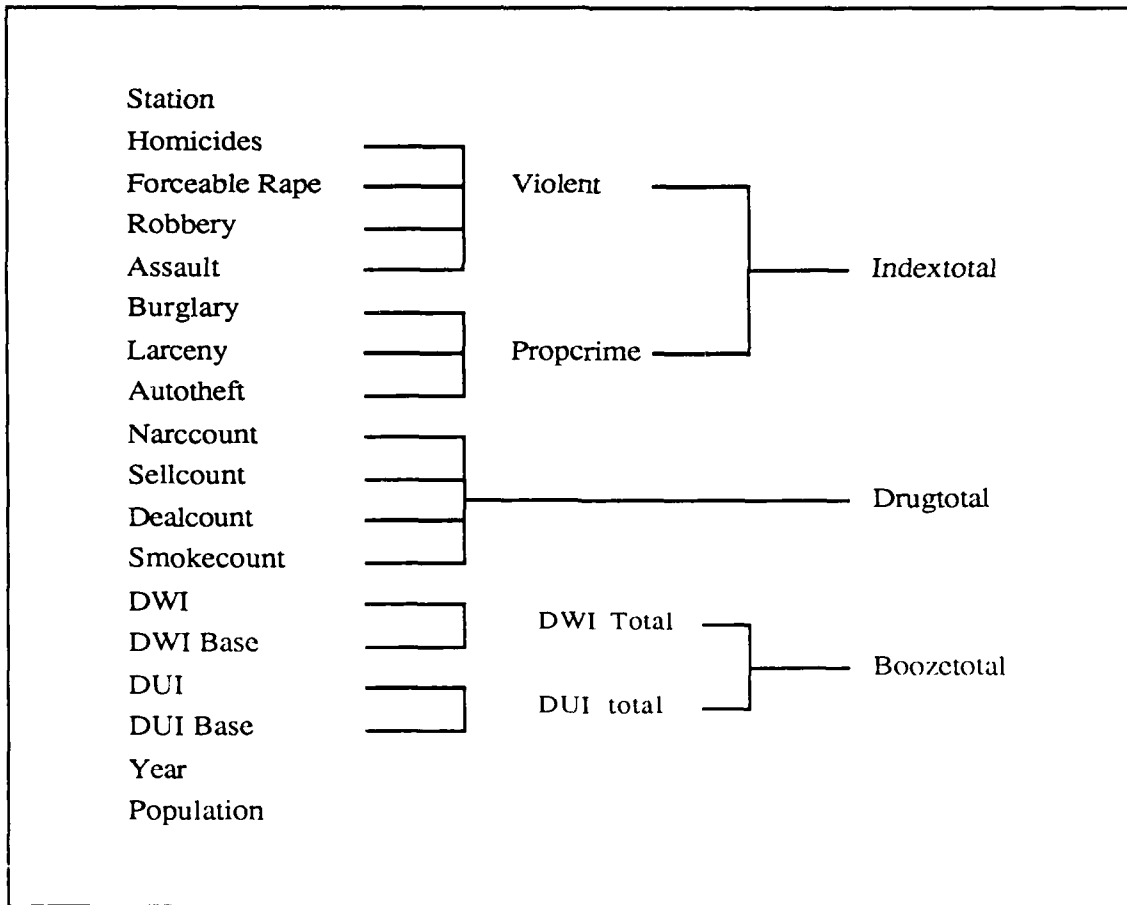 Station
Homicides
Forceable Rape
Robbery
Assault
Burglary
Larceny
Autotheft
Narccount
Sellcount
Dealcount
Smokecount
DWI
DWI Base
DUI
DUI Base
Year
Population
Violent
Propcrime
DWI Total
DUI total
Indextotal
Drugtotal
Boozetotal